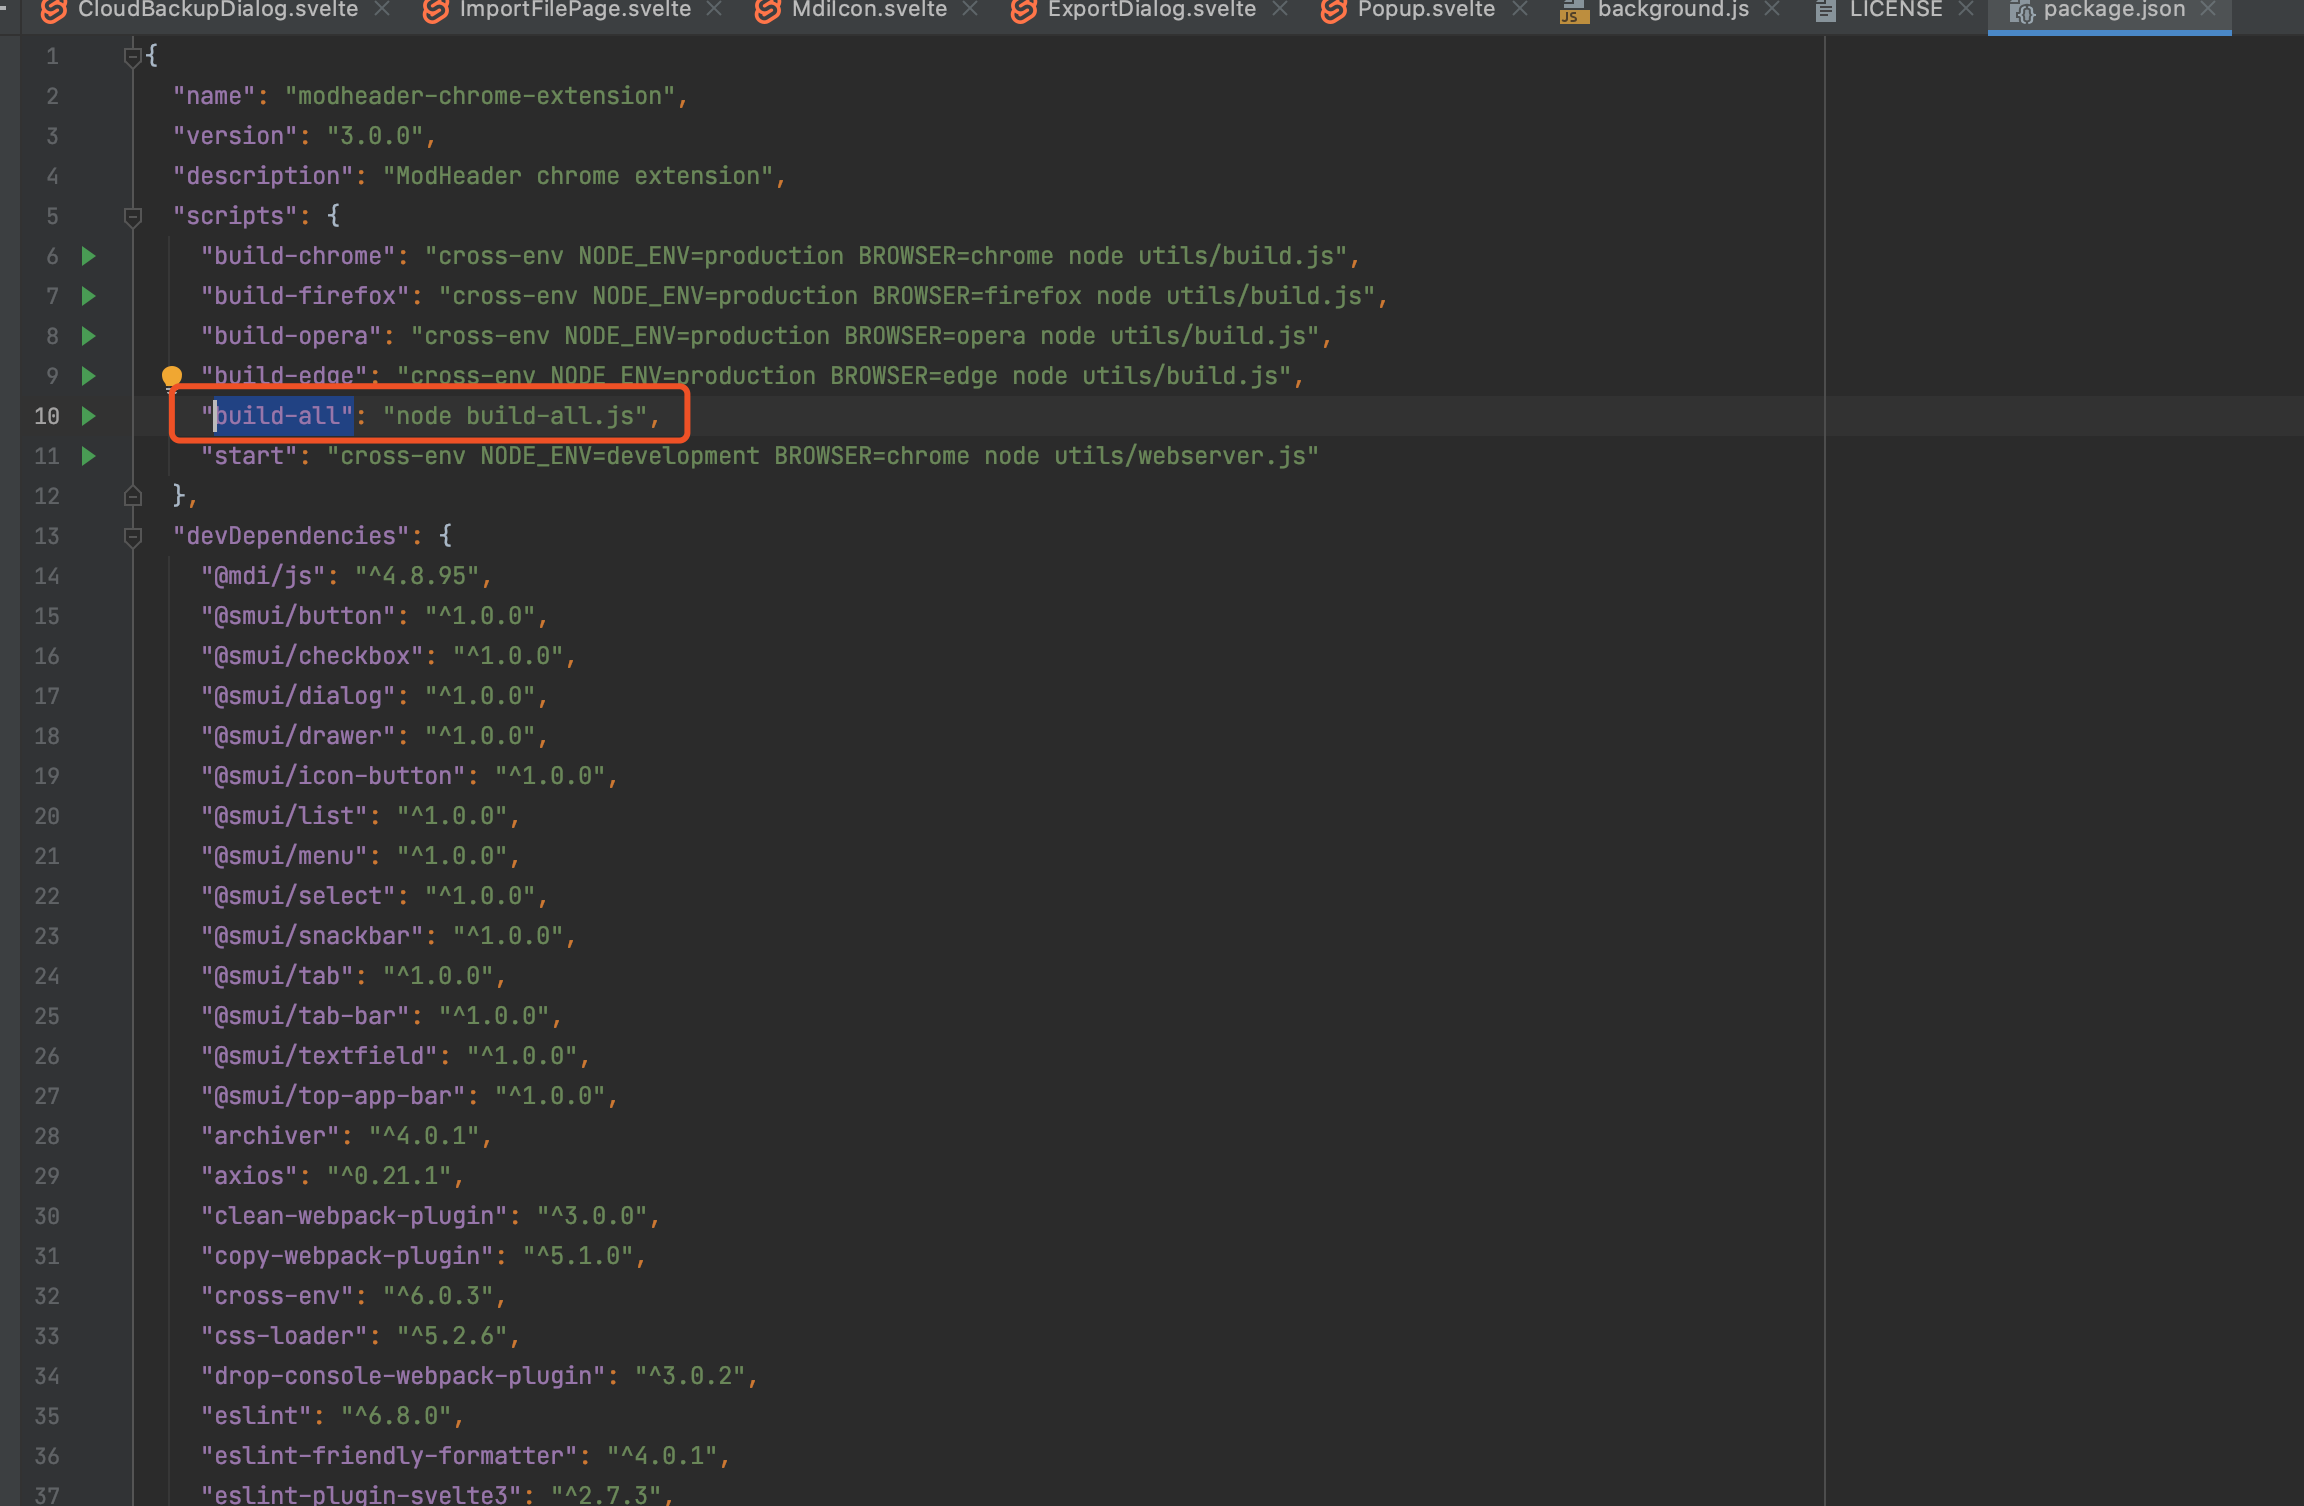 CloudBackupDialog.svelte ImportFilePage.svelte MdiIcon.svelte ExportDialog.svelte Popup.svelte JS background.js LICENSE package.json
1 {
2 "name": "modheader-chrome-extension",
3 "version": "3.0.0",
4 "description": "ModHeader chrome extension",
5 "scripts": {
6 "build-chrome": "cross-env NODE_ENV=production BROWSER=chrome node utils/build.js",
7 "build-firefox": "cross-env NODE_ENV=production BROWSER=firefox node utils/build.js",
8 "build-opera": "cross-env NODE_ENV=production BROWSER=opera node utils/build.js",
9 "build-edge": "cross-env NODE_ENV=production BROWSER=edge node utils/build.js",
10 "build-all": "node build-all.js",
11 "start": "cross-env NODE_ENV=development BROWSER=chrome node utils/webserver.js"
12 },
13 "devDependencies": {
14 "@mdi/js": "^4.8.95",
15 "@smui/button": "^1.0.0",
16 "@smui/checkbox": "^1.0.0",
17 "@smui/dialog": "^1.0.0",
18 "@smui/drawer": "^1.0.0",
19 "@smui/icon-button": "^1.0.0",
20 "@smui/list": "^1.0.0",
21 "@smui/menu": "^1.0.0",
22 "@smui/select": "^1.0.0",
23 "@smui/snackbar": "^1.0.0",
24 "@smui/tab": "^1.0.0",
25 "@smui/tab-bar": "^1.0.0",
26 "@smui/textfield": "^1.0.0",
27 "@smui/top-app-bar": "^1.0.0",
28 "archiver": "^4.0.1",
29 "axios": "^0.21.1",
30 "clean-webpack-plugin": "^3.0.0",
31 "copy-webpack-plugin": "^5.1.0",
32 "cross-env": "^6.0.3",
33 "css-loader": "^5.2.6",
34 "drop-console-webpack-plugin": "^3.0.2",
35 "eslint": "^6.8.0",
36 "eslint-friendly-formatter": "^4.0.1",
37 "eslint-plugin-svelte3": "^2.7.3",